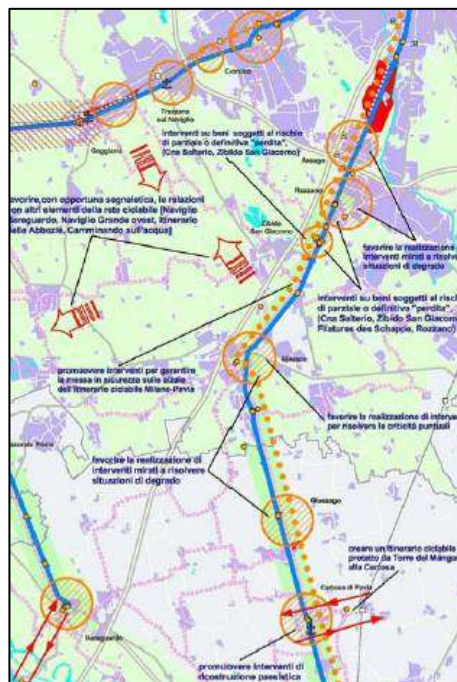 Corsico
Trezzano
sul Naviglio
Gaggiano
interventi su beni soggetti al rischio
di parziale o definitiva "perdita".
(Cna Salterio, Zibido San Giacomo)
Assago
Rozzano
favorire, con opportuna segnaletica, le relazioni
con altri elementi della rete ciclabile [Naviglio
Bereguardo, Naviglio Grande ovest, Itinerario
delle Abbazie, Camminando sull'acqua]
Zibido
San Giacomo
favorire la realizzazione
interventi mirati a risolvere
situazioni di degrado
interventi su beni soggetti al rischio
di parziale o definitiva "perdita".
(Cna Salterio, Zibido San Giacomo
Filatures des Schappe, Rozzano)
promuovere interventi per garantire
la messa in sicurezza sulle alzaie
dell'itinerario ciclabile Milano-Pavia
Binasco
favorire la realizzazione di interve
per risolvere le criticità puntuali
favorire la realizzazione di
interventi mirati a risolvere
situazioni di degrado
Giussago
creare un itinerario ciclabile
protetto da Torre del Mangano
alla Certosa
Certosa di Pavia
Bereguardo
promuovere interventi di
ricostruzione paesistica